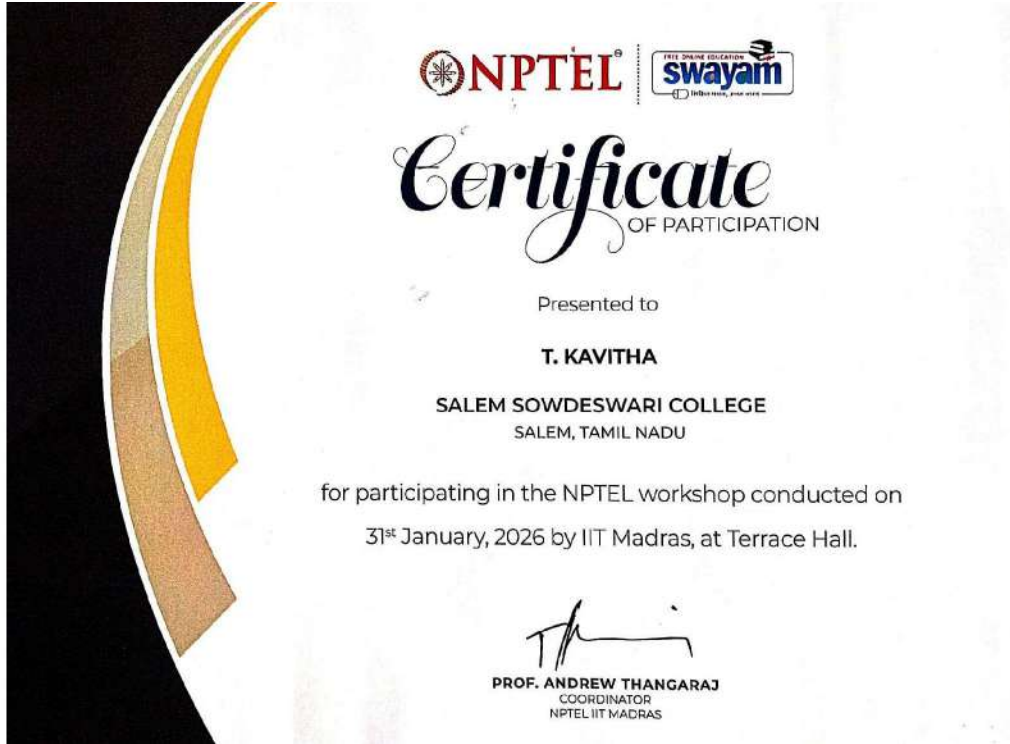 NPTEL®
FREE ONLINE EDUCATION
swayam
Certificate
OF PARTICIPATION
Presented to
T. KAVITHA
SALEM SOWDESWARI COLLEGE
SALEM, TAMIL NADU
for participating in the NPTEL workshop conducted on
31st January, 2026 by IIT Madras, at Terrace Hall.
PROF. ANDREW THANGARAJ
COORDINATOR
NPTEL IIT MADRAS